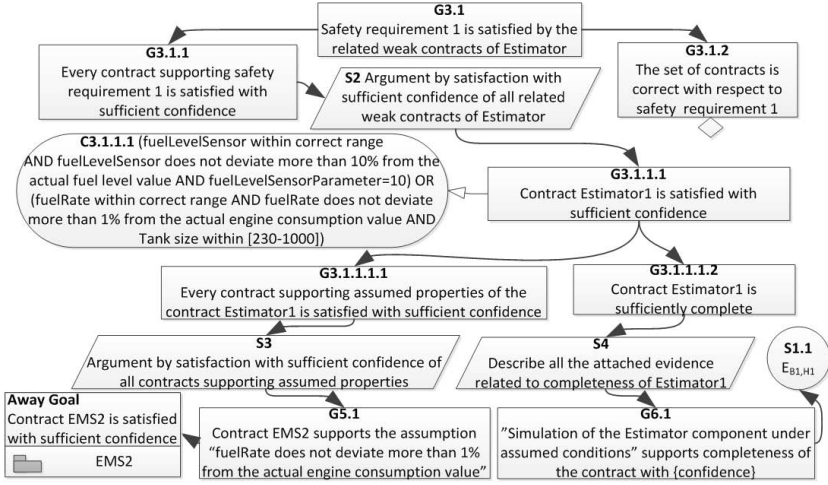 G3.1
Safety requirement 1 is satisfied by the
related weak contracts of Estimator
G3.1.1
Every contract supporting safety
requirement 1 is satisfied with
sufficient confidence
S2 Argument by satisfaction with
sufficient confidence of all related
weak contracts of Estimator
G3.1.2
The set of contracts is
correct with respect to
safety requirement 1
C3.1.1.1 (fuelLevelSensor within correct range
AND fuelLevelSensor does not deviate more than 10% from the
actual fuel level value AND fuelLevelSensorParameter=10) OR
(fuelRate within correct range AND fuelRate does not deviate
more than 1% from the actual engine consumption value AND
Tank size within [230-1000])
G3.1.1.1
Contract Estimator1 is satisfied with
sufficient confidence
G3.1.1.1.1
Every contract supporting assumed properties of the
contract Estimator1 is satisfied with sufficient confidence
G3.1.1.1.2
Contract Estimator1 is
sufficiently complete
S3
Argument by satisfaction with sufficient confidence of
all contracts supporting assumed properties
S4
Describe all the attached evidence
related to completeness of Estimator1
S1.1
EB1,H1
Away Goal
Contract EMS2 is satisfied
with sufficient confidence
EMS2
G5.1
Contract EMS2 supports the assumption
“fuelRate does not deviate more than 1%
from the actual engine consumption value”
G6.1
”Simulation of the Estimator component under
assumed conditions” supports completeness of
the contract with {confidence}